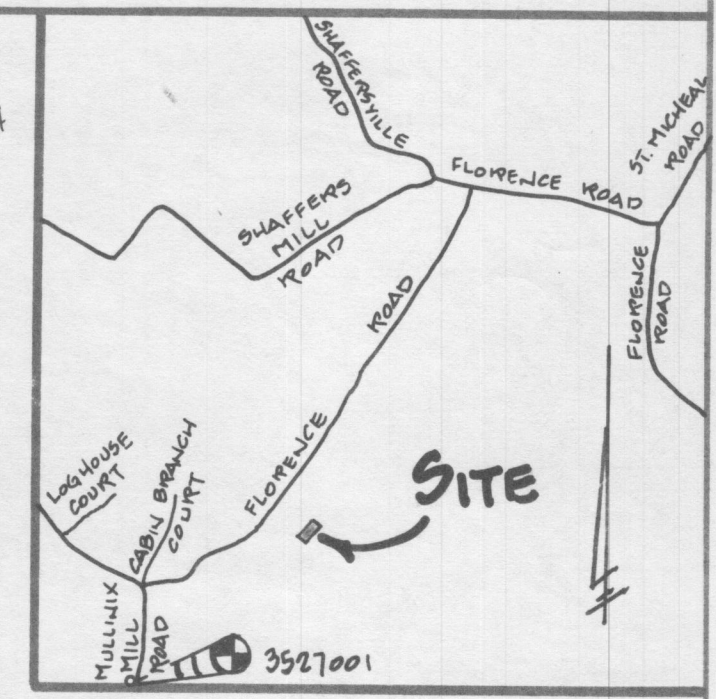 SHAFFERSVILLE
ROAD
FLORENCE ROAD
ST. MICHEAL
ROAD
SHAFFERS
MILL
ROAD
FLORENCE
ROAD
ROAD
FLORENCE
SITE
LOGHOUSE
COURT
CABIN BRANCH
COURT
MULLINIX
MILL
ROAD
3527001